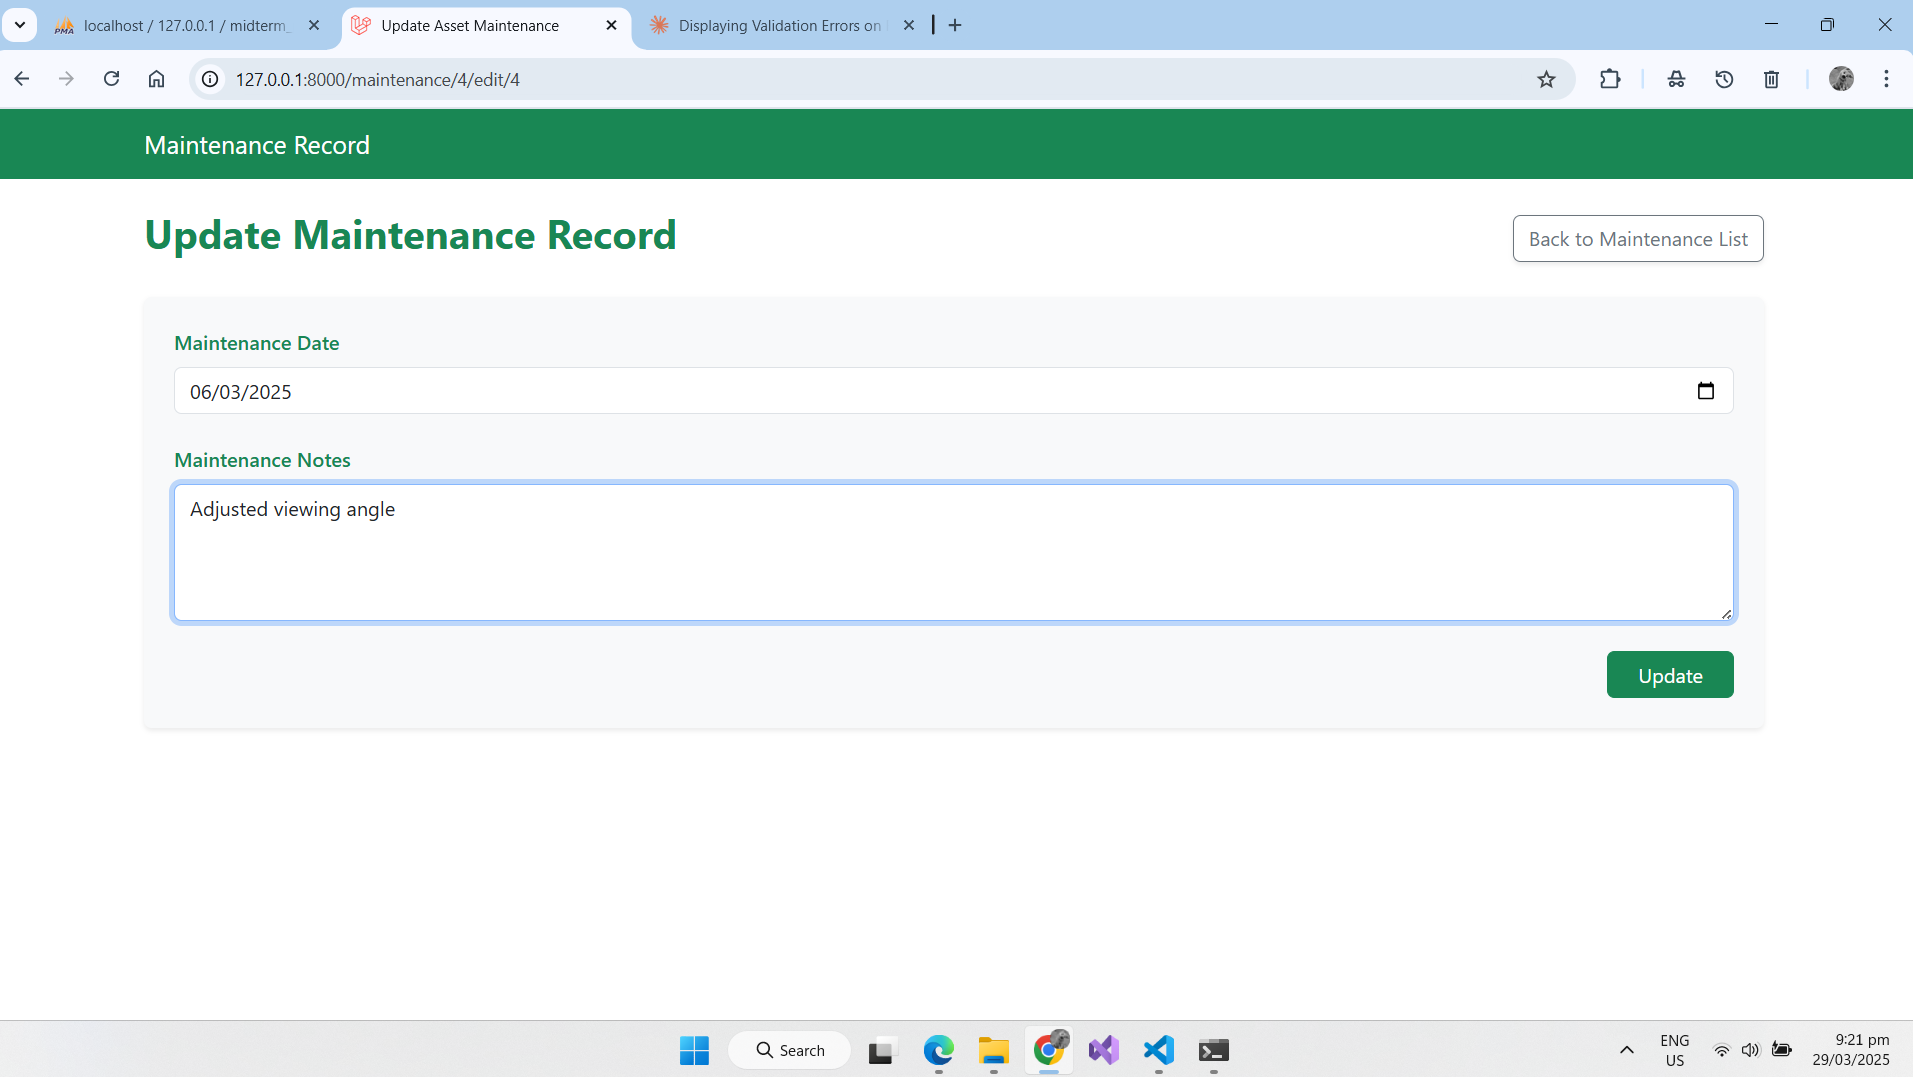 localhost / 127.0.0.1 / midterm_
Update Asset Maintenance
Displaying Validation Errors on
127.0.0.1:8000/maintenance/4/edit/4
Maintenance Record
Update Maintenance Record
Back to Maintenance List
Maintenance Date
06/03/2025
Maintenance Notes
Adjusted viewing angle
Update
Search
ENG
US
9:21 pm
29/03/2025